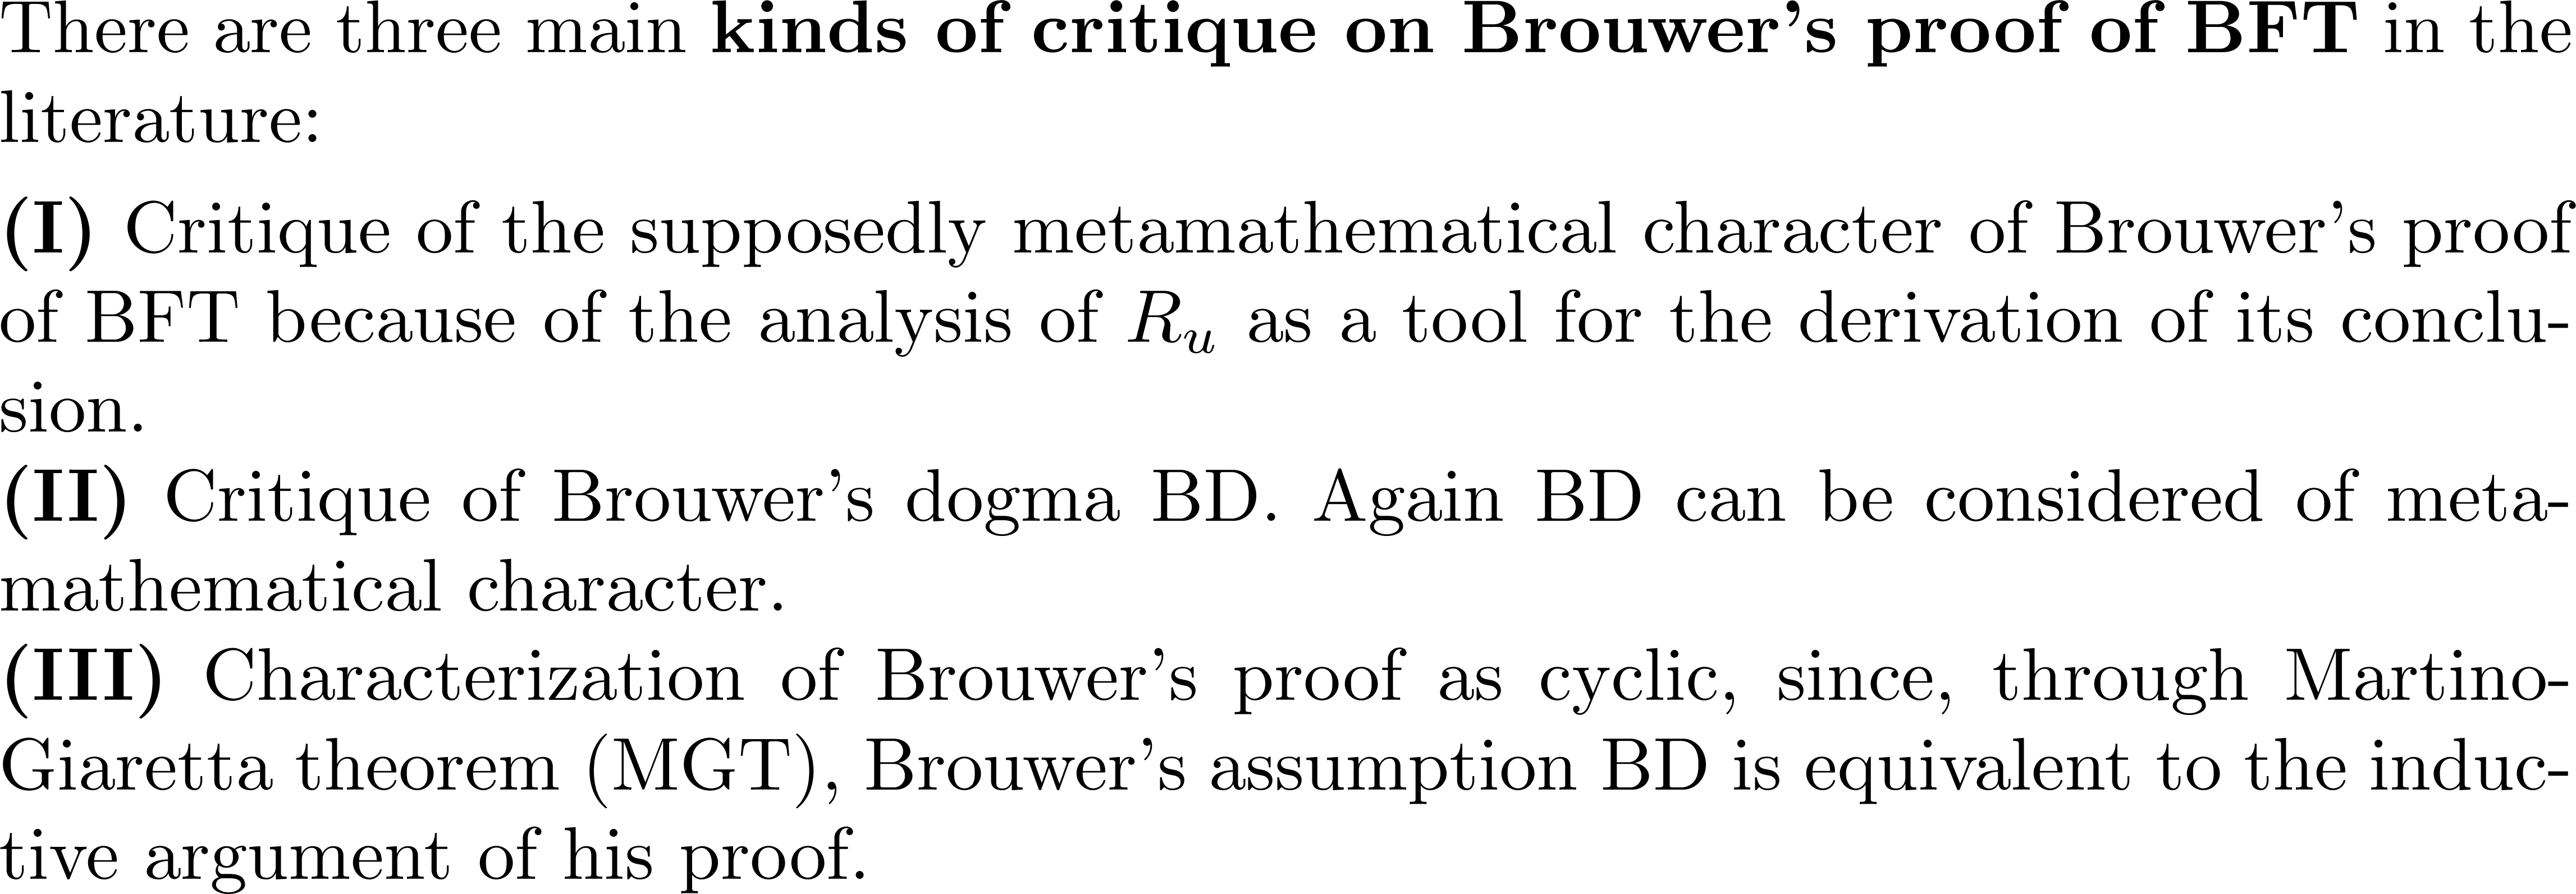 There are three main kinds of critique on Brouwer's proof of BFT in the
literature:
(I) Critique of the supposedly metamathematical character of Brouwer's proof
of BFT because of the analysis of R_u as a tool for the derivation of its conclu-
sion.
(II) Critique of Brouwer's dogma BD. Again BD can be considered of meta-
mathematical character.
(III) Characterization of Brouwer's proof as cyclic, since, through Martino-
Giaretta theorem (MGT), Brouwer's assumption BD is equivalent to the induc-
tive argument of his proof.